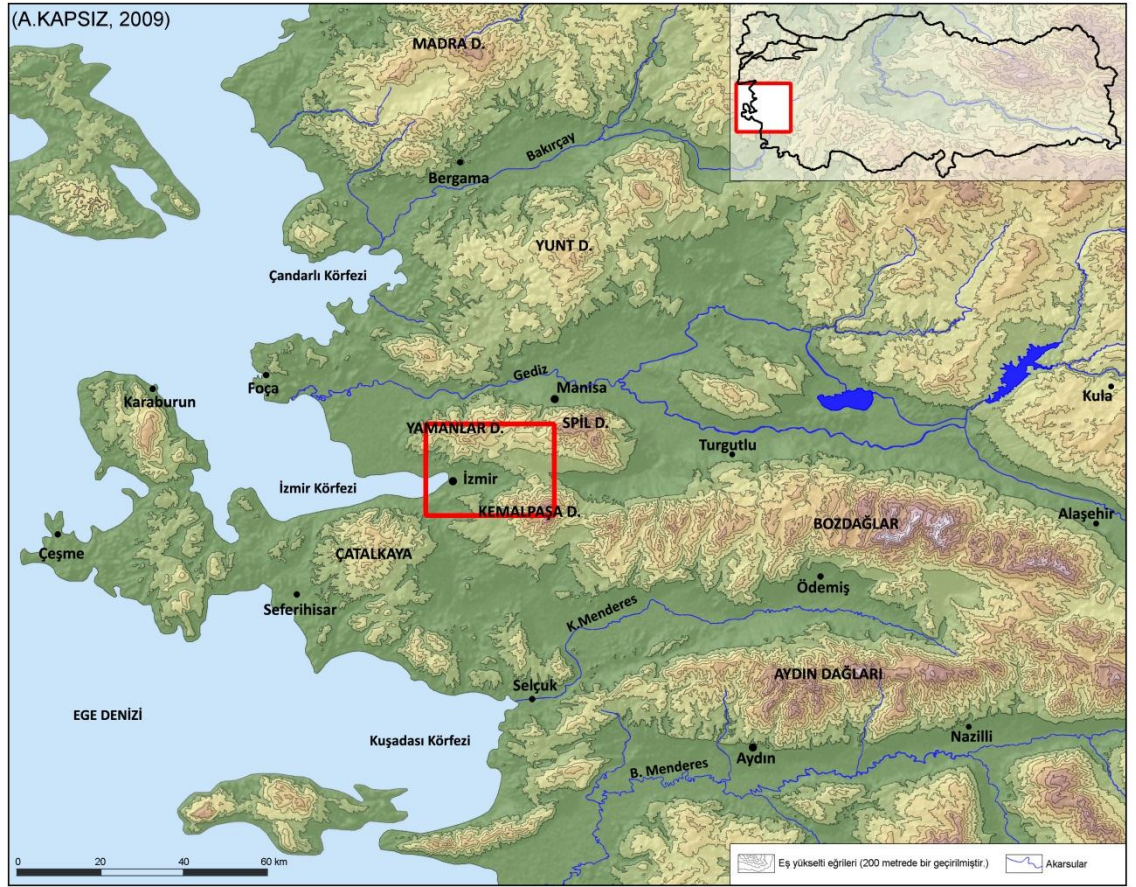 (A.KAPSIZ, 2009)
MADRA D.
Bakırçay
Bergama
YUNT D.
Çandarlı Körfezi
Foça
Gediz
Manisa
Karaburun
Kula
YAMANLAR D.
SPİL D.
Turgutlu
İzmir Körfezi
İzmir
KEMALPAŞA D.
BOZDAĞLAR
Alaşehir
Çeşme
ÇATALKAYA
Seferihisar
Ödemiş
K.Menderes
AYDIN DAĞLARI
Selçuk
EGE DENİZİ
Kuşadası Körfezi
Nazilli
Aydın
B. Menderes
0 20 40 60 km
Eş yükselti eğrileri (200 metrede bir geçirilmiştir.)
Akarsular